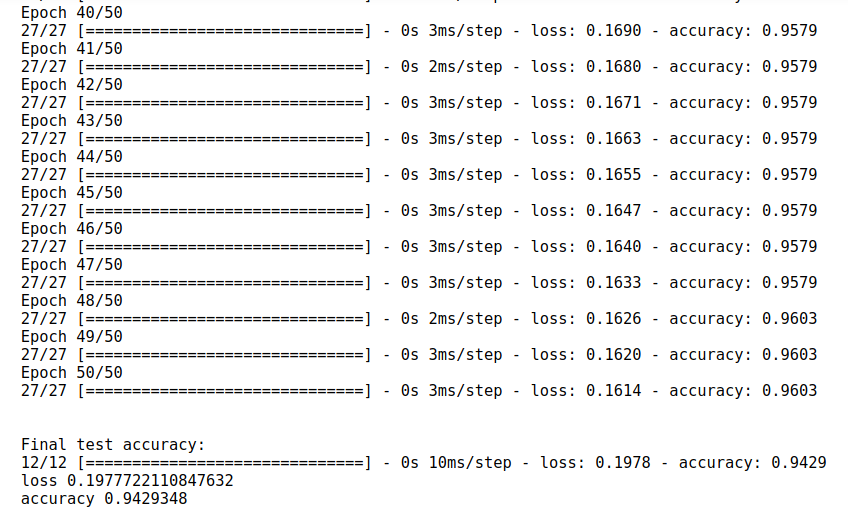 Epoch 40/50
27/27 [==============================] - 0s 3ms/step - loss: 0.1690 - accuracy: 0.9579
Epoch 41/50
27/27 [==============================] - 0s 2ms/step - loss: 0.1680 - accuracy: 0.9579
Epoch 42/50
27/27 [==============================] - 0s 3ms/step - loss: 0.1671 - accuracy: 0.9579
Epoch 43/50
27/27 [==============================] - 0s 3ms/step - loss: 0.1663 - accuracy: 0.9579
Epoch 44/50
27/27 [==============================] - 0s 3ms/step - loss: 0.1655 - accuracy: 0.9579
Epoch 45/50
27/27 [==============================] - 0s 3ms/step - loss: 0.1647 - accuracy: 0.9579
Epoch 46/50
27/27 [==============================] - 0s 3ms/step - loss: 0.1640 - accuracy: 0.9579
Epoch 47/50
27/27 [==============================] - 0s 3ms/step - loss: 0.1633 - accuracy: 0.9579
Epoch 48/50
27/27 [==============================] - 0s 2ms/step - loss: 0.1626 - accuracy: 0.9603
Epoch 49/50
27/27 [==============================] - 0s 3ms/step - loss: 0.1620 - accuracy: 0.9603
Epoch 50/50
27/27 [==============================] - 0s 3ms/step - loss: 0.1614 - accuracy: 0.9603
Final test accuracy:
12/12 [==============================] - 0s 10ms/step - loss: 0.1978 - accuracy: 0.9429
loss 0.1977722110847632
accuracy 0.9429348